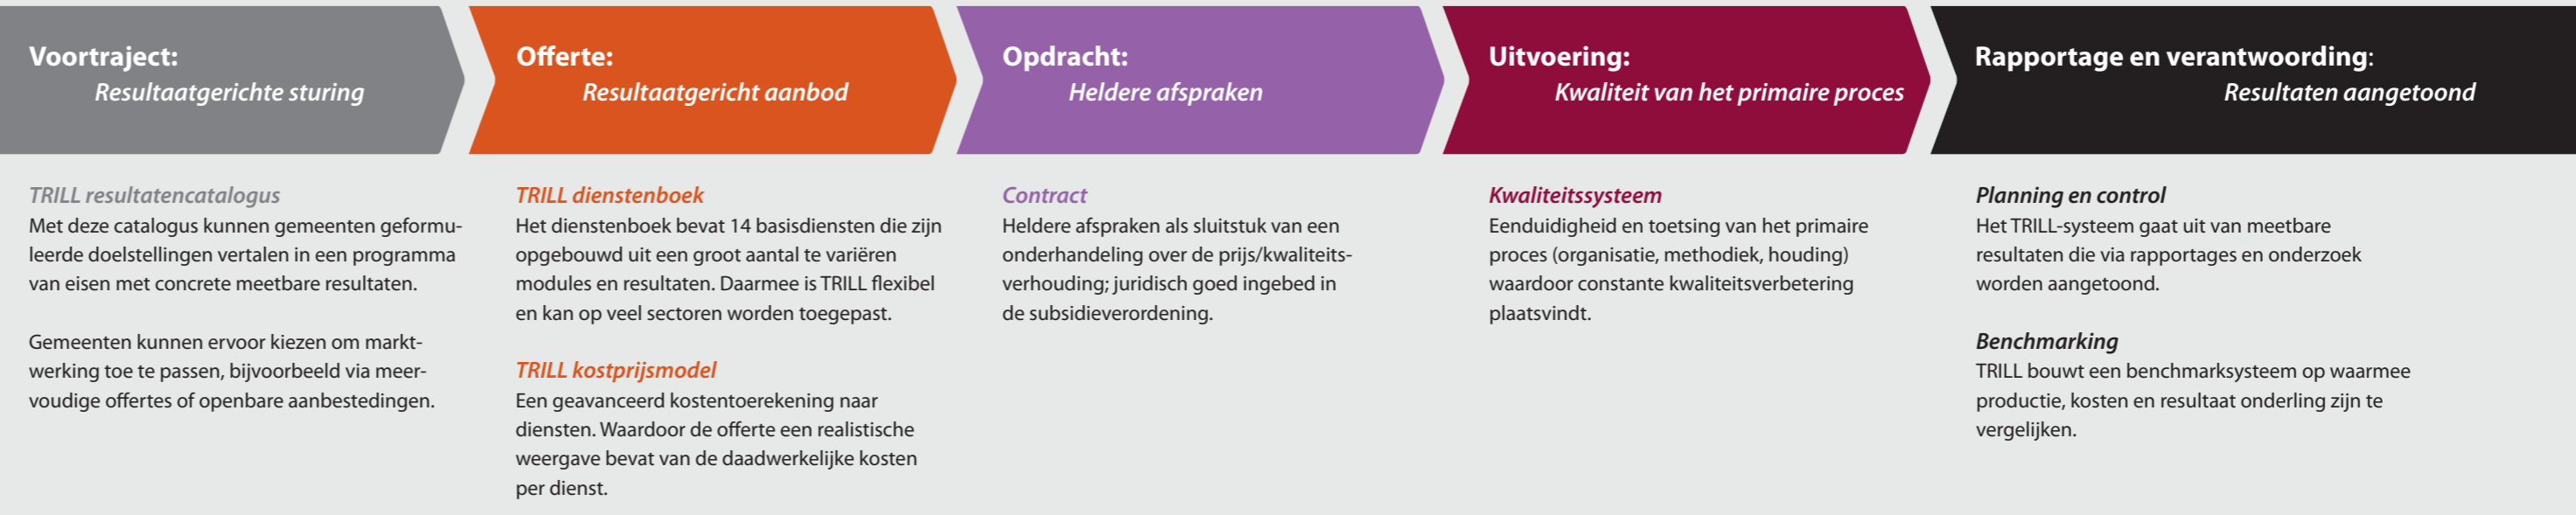 Voortraject:
Resultaatgerichte sturing
TRILL resultatencatalogus
Met deze catalogus kunnen gemeenten geformu-
leerde doelstellingen vertalen in een programma
van eisen met concrete meetbare resultaten.
Gemeenten kunnen ervoor kiezen om markt-
werking toe te passen, bijvoorbeeld via meer-
voudige offertes of openbare aanbestedingen.
Offerte:
Resultaatgericht aanbod
TRILL dienstenboek
Het dienstenboek bevat 14 basisdiensten die zijn
opgebouwd uit een groot aantal te variëren
modules en resultaten. Daarmee is TRILL flexibel
en kan op veel sectoren worden toegepast.
TRILL kostprijsmodel
Een geavanceerd kostentoerekening naar
diensten. Waardoor de offerte een realistische
weergave bevat van de daadwerkelijke kosten
per dienst.
Opdracht:
Heldere afspraken
Contract
Heldere afspraken als sluitstuk van een
onderhandeling over de prijs/kwaliteits-
verhouding; juridisch goed ingebed in
de subsidieverordening.
Uitvoering:
Kwaliteit van het primaire proces
Kwaliteitssysteem
Eenduidigheid en toetsing van het primaire
proces (organisatie, methodiek, houding)
waardoor constante kwaliteitsverbetering
plaatsvindt.
Rapportage en verantwoording:
Resultaten aangetoond
Planning en control
Het TRILL-systeem gaat uit van meetbare
resultaten die via rapportages en onderzoek
worden aangetoond.
Benchmarking
TRILL bouwt een benchmarksysteem op waarmee
productie, kosten en resultaat onderling zijn te
vergelijken.